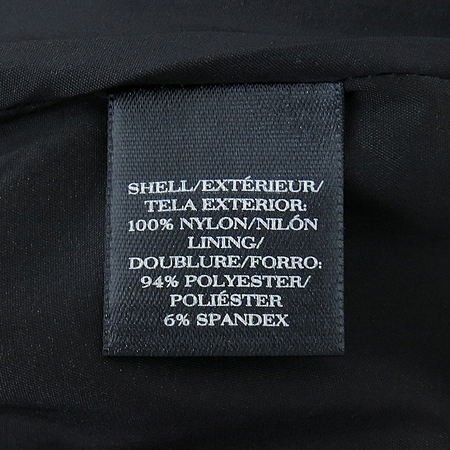 SHELL/EXTÉRIEUR/
TELA EXTERIOR:
100% NYLON/NILÓN
LINING/
DOUBLURE/FORRO:
94% POLYESTER/
POLIÉSTER
6% SPANDEX